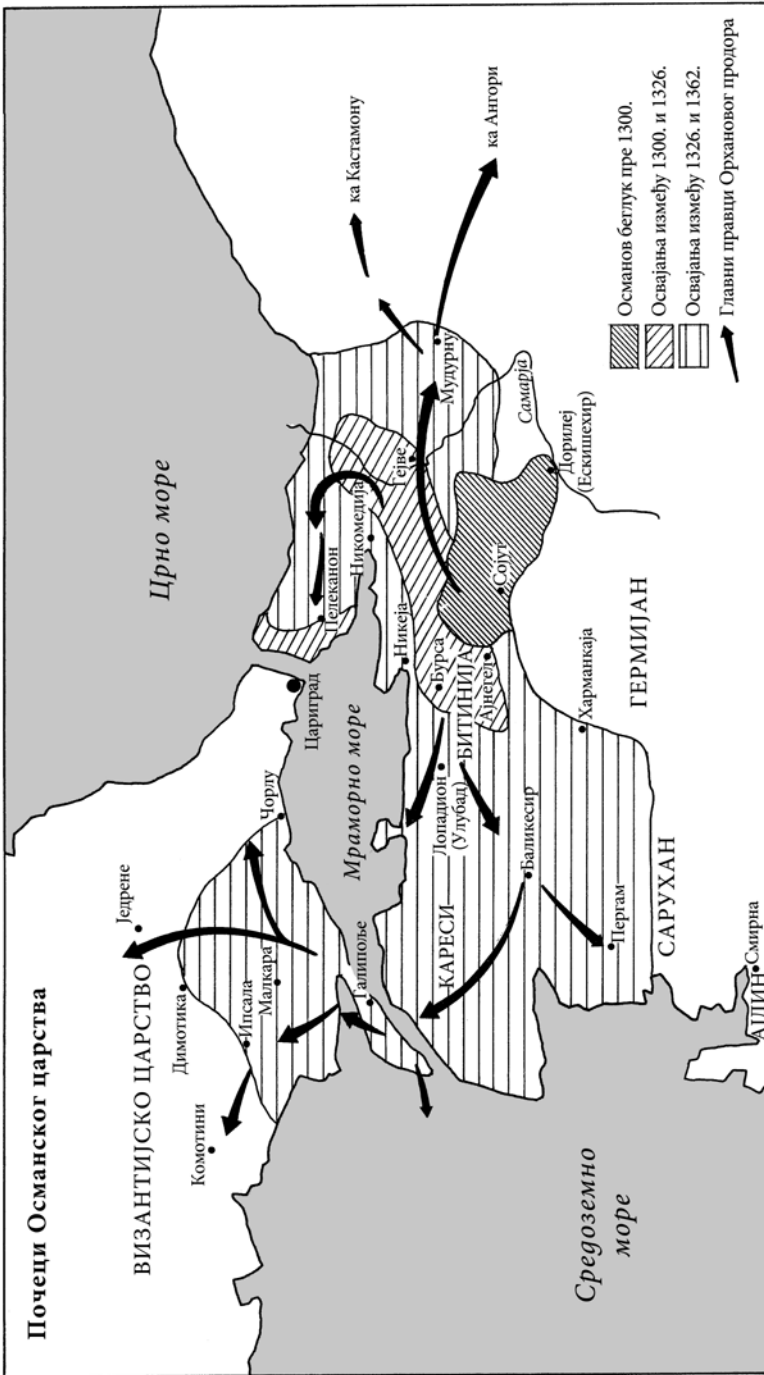 Почеци Османског царства
Црно море
ка Кастамону
ка Ангори
ВИЗАНТИЈСКО ЦАРСТВО
Једрене
Димотика
Чорлу
Ипсала
Малкара
Комотини
Цариград
Пелеканон
Никомедија
Гејве
Мудурну
Мраморно море
Никеја
Галипоље
Бурса
Сојут
Самарја
БИТИНИЈА
Ајнегел
Дорилеј
(Ескишехир)
Лопадион
(Улубад)
КАРЕСИ
Баликесир
Харманкаја
ГЕРМИЈАН
Пергам
САРУХАН
Средоземно
море
Смирна
АЈДИН
Османов беглук пре 1300.
Освајања између 1300. и 1326.
Освајања између 1326. и 1362.
Главни правци Орхановог продора